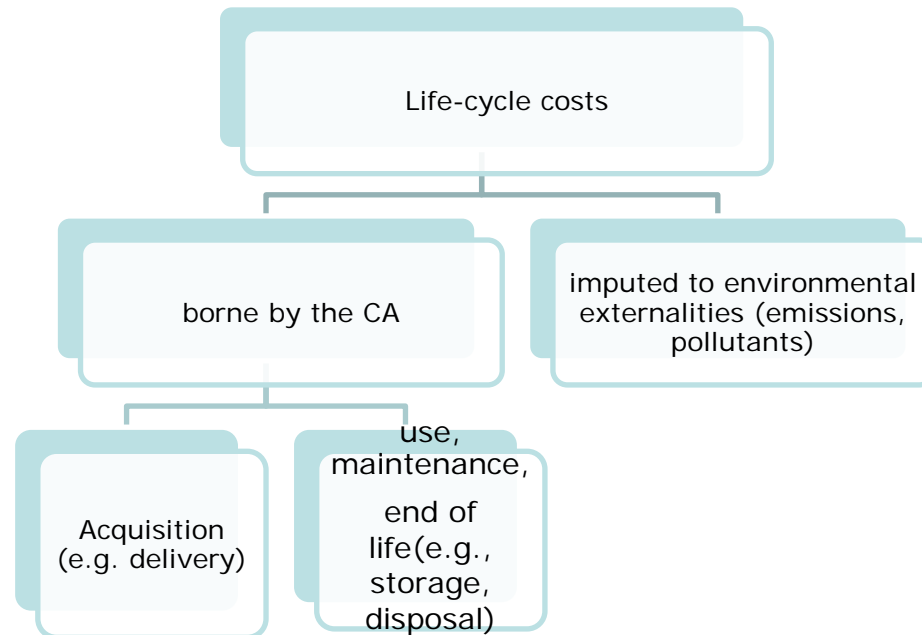 Life-cycle costs
borne by the CA
imputed to environmental
externalities (emissions,
pollutants)
Acquisition
(e.g. delivery)
use,
maintenance,
end of
life(e.g.,
storage,
disposal)